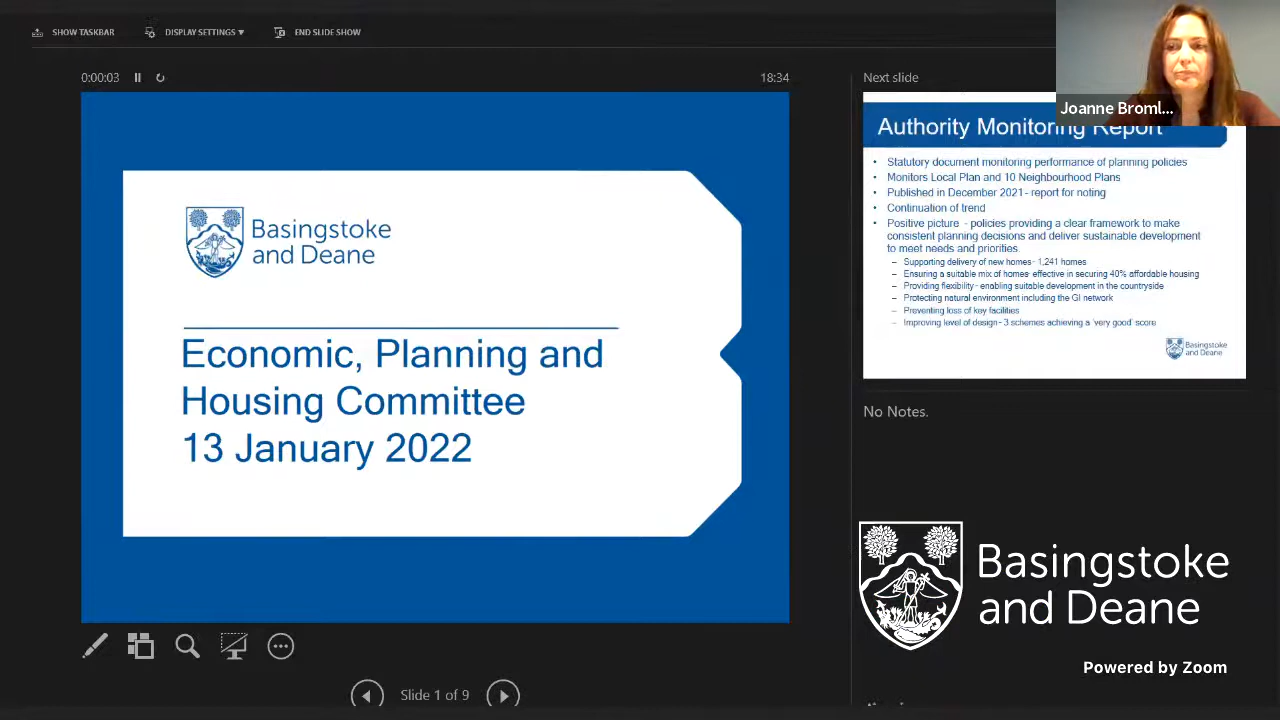 SHOW TASKBAR
DISPLAY SETTINGS ▼
END SLIDE SHOW
0:00:03
18:34
Basingstoke
and Deane
Economic, Planning and
Housing Committee
13 January 2022
Slide 1 of 9
Next slide
Joanne Broml...
Authority Monitoring Report
• Statutory document monitoring performance of planning policies
• Monitors Local Plan and 10 Neighbourhood Plans
• Published in December 2021- report for noting
• Continuation of trend
• Positive picture - policies providing a clear framework to make
consistent planning decisions and deliver sustainable development
to meet needs and priorities.
– Supporting delivery of new homes- 1,241 homes
– Ensuring a suitable mix of homes- effective in securing 40% affordable housing
– Providing flexibility - enabling suitable development in the countryside
– Protecting natural environment including the GI network
– Preventing loss of key facilities
– Improving level of design- 3 schemes achieving a 'very good' score
Basingstoke
and Deane
No Notes.
Basingstoke
and Deane
Powered by Zoom